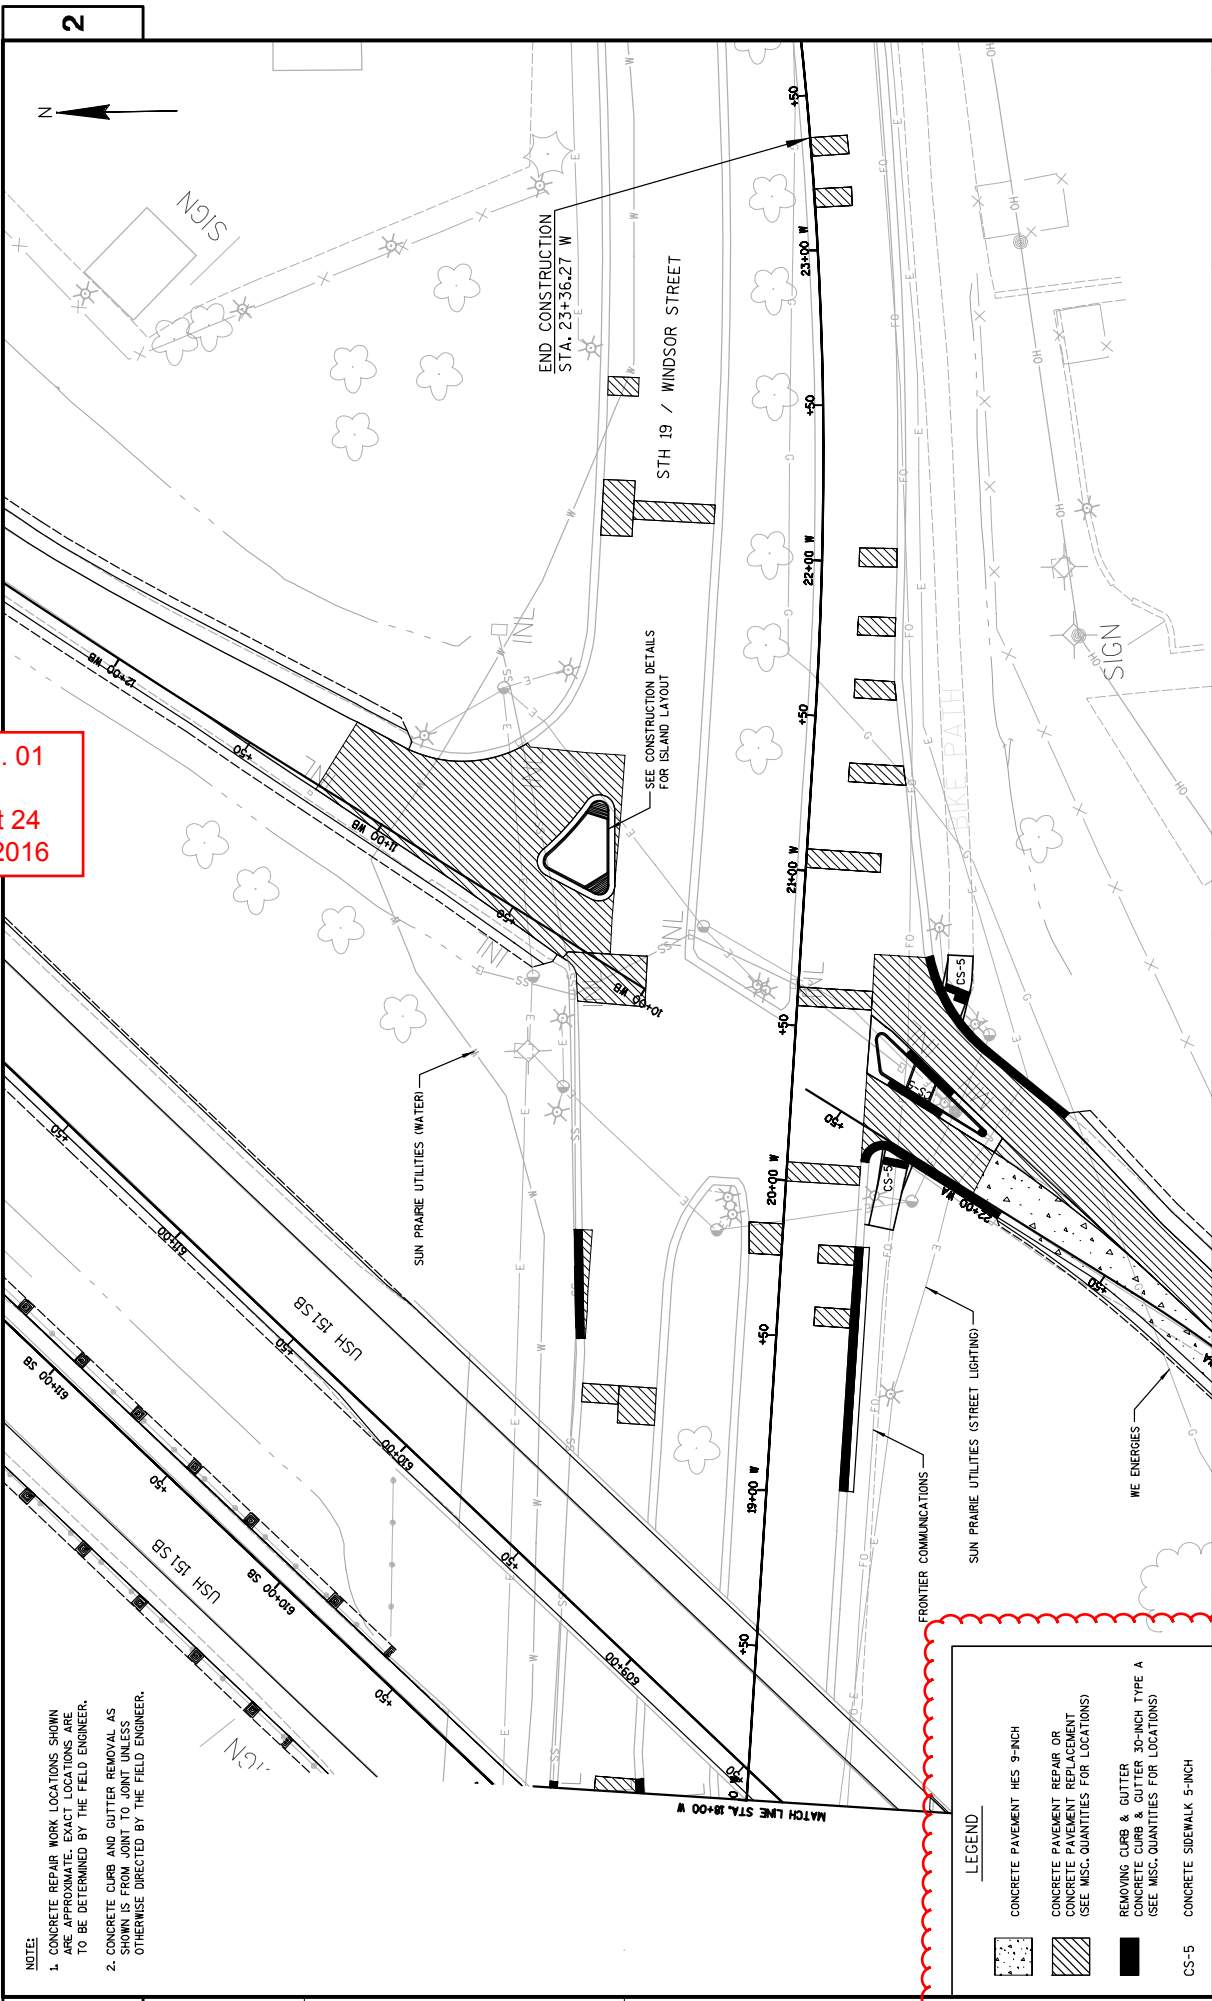 2
N
NOTE:
1. CONCRETE REPAIR WORK LOCATIONS SHOWN
ARE APPROXIMATE. EXACT LOCATIONS ARE
TO BE DETERMINED BY THE FIELD ENGINEER.
2. CONCRETE CURB AND GUTTER REMOVAL AS
SHOWN IS FROM JOINT TO JOINT UNLESS
OTHERWISE DIRECTED BY THE FIELD ENGINEER.
. 01
t 24
2016
SIGN
END CONSTRUCTION
STA. 23+36.27 W
STH 19 / WINDSOR STREET
SEE CONSTRUCTION DETAILS
FOR ISLAND LAYOUT
SUN PRAIRIE UTILITIES (WATER)
USH 151 SB
USH 151 SB
611+00 SB
+50
610+00 SB
+50
+50
611+00
+50
610+00
+50
609+00
12+00 WB
+50
11+00 WB
+50
10+00 WB
INL
INL
INL
INL
INL
INL
MATCH LINE STA. 18+00 W
+50
19+00 W
+50
20+00 W
+50
21+00 W
+50
22+00 W
+50
23+00 W
+50
+50
22+00 WA
+50
CS-5
CS-5
CS-5
BIKE PATH
SIGN
FRONTIER COMMUNICATIONS
SUN PRAIRIE UTILITIES (STREET LIGHTING)
WE ENERGIES
LEGEND
CONCRETE PAVEMENT HES 9-INCH
CONCRETE PAVEMENT REPAIR OR
CONCRETE PAVEMENT REPLACEMENT
(SEE MISC. QUANTITIES FOR LOCATIONS)
REMOVING CURB & GUTTER
CONCRETE CURB & GUTTER 30-INCH TYPE A
(SEE MISC. QUANTITIES FOR LOCATIONS)
CS-5 CONCRETE SIDEWALK 5-INCH